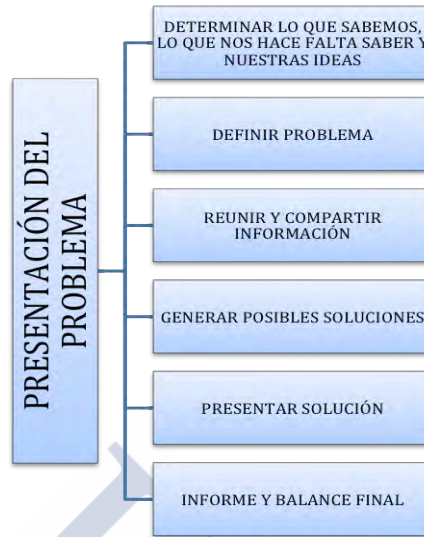 PRESENTACIÓN DEL
PROBLEMA
DETERMINAR LO QUE SABEMOS,
LO QUE NOS HACE FALTA SABER Y
NUESTRAS IDEAS
DEFINIR PROBLEMA
REUNIR Y COMPARTIR
INFORMACIÓN
GENERAR POSIBLES SOLUCIONES
PRESENTAR SOLUCIÓN
INFORME Y BALANCE FINAL